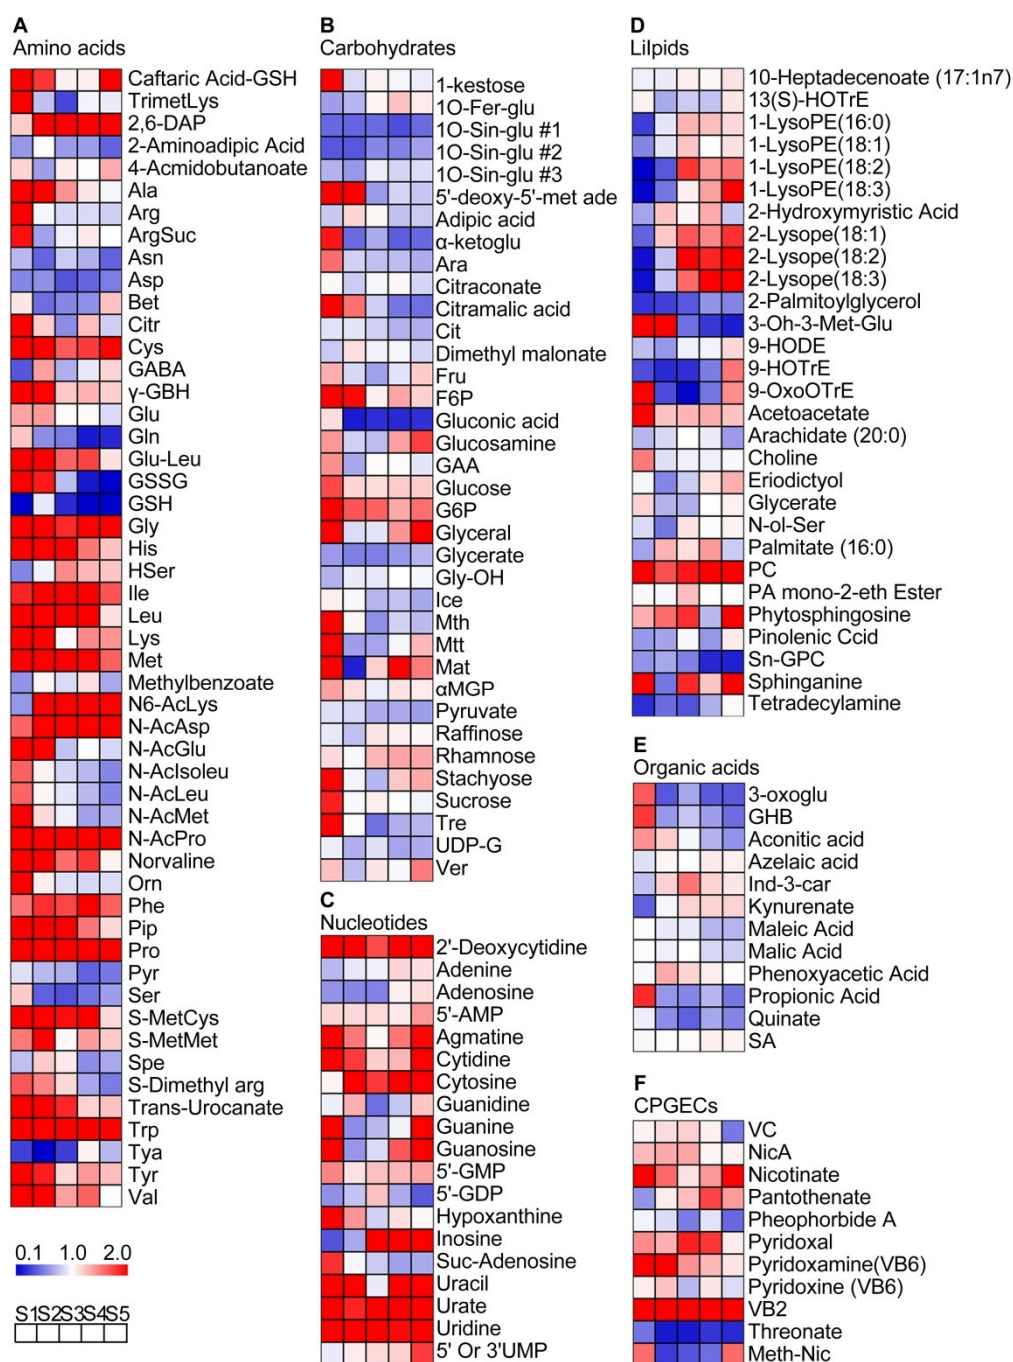 A
Amino acids
Caftaric Acid-GSH
TrimetLys
2,6-DAP
2-Aminoadipic Acid
4-Acmidobutanoate
Ala
Arg
ArgSuc
Asn
Asp
Bet
Citr
Cys
GABA
γ-GBH
Glu
Gln
Glu-Leu
GSSG
GSH
Gly
His
HSer
Ile
Leu
Lys
Met
Methylbenzoate
N6-AcLys
N-AcAsp
N-AcGlu
N-AcIsoleu
N-AcLeu
N-AcMet
N-AcPro
Norvaline
Orn
Phe
Pip
Pro
Pyr
Ser
S-MetCys
S-MetMet
Spe
S-Dimethyl arg
Trans-Urocanate
Trp
Tya
Tyr
Val
0.1 1.0 2.0
S1S2S3S4S5
B
Carbohydrates
1-kestose
1O-Fer-glu
1O-Sin-glu #1
1O-Sin-glu #2
1O-Sin-glu #3
5'-deoxy-5'-met ade
Adipic acid
α-ketoglu
Ara
Citraconate
Citramalic acid
Cit
Dimethyl malonate
Fru
F6P
Gluconic acid
Glucosamine
GAA
Glucose
G6P
Glyceral
Glycerate
Gly-OH
Ice
Mth
Mtt
Mat
αMGP
Pyruvate
Raffinose
Rhamnose
Stachyose
Sucrose
Tre
UDP-G
Ver
C
Nucleotides
2'-Deoxycytidine
Adenine
Adenosine
5'-AMP
Agmatine
Cytidine
Cytosine
Guanidine
Guanine
Guanosine
5'-GMP
5'-GDP
Hypoxanthine
Inosine
Suc-Adenosine
Uracil
Urate
Uridine
5' Or 3'UMP
D
Lilpids
10-Heptadecenoate (17:1n7)
13(S)-HOTrE
1-LysoPE(16:0)
1-LysoPE(18:1)
1-LysoPE(18:2)
1-LysoPE(18:3)
2-Hydroxymyristic Acid
2-Lysope(18:1)
2-Lysope(18:2)
2-Lysope(18:3)
2-Palmitoylglycerol
3-Oh-3-Met-Glu
9-HODE
9-HOTrE
9-OxoOTrE
Acetoacetate
Arachidate (20:0)
Choline
Eriodictyol
Glycerate
N-ol-Ser
Palmitate (16:0)
PC
PA mono-2-eth Ester
Phytosphingosine
Pinolenic Ccid
Sn-GPC
Sphinganine
Tetradecylamine
E
Organic acids
3-oxoglu
GHB
Aconitic acid
Azelaic acid
Ind-3-car
Kynurenate
Maleic Acid
Malic Acid
Phenoxyacetic Acid
Propionic Acid
Quinate
SA
F
CPGECs
VC
NicA
Nicotinate
Pantothenate
Pheophorbide A
Pyridoxal
Pyridoxamine(VB6)
Pyridoxine (VB6)
VB2
Threonate
Meth-Nic